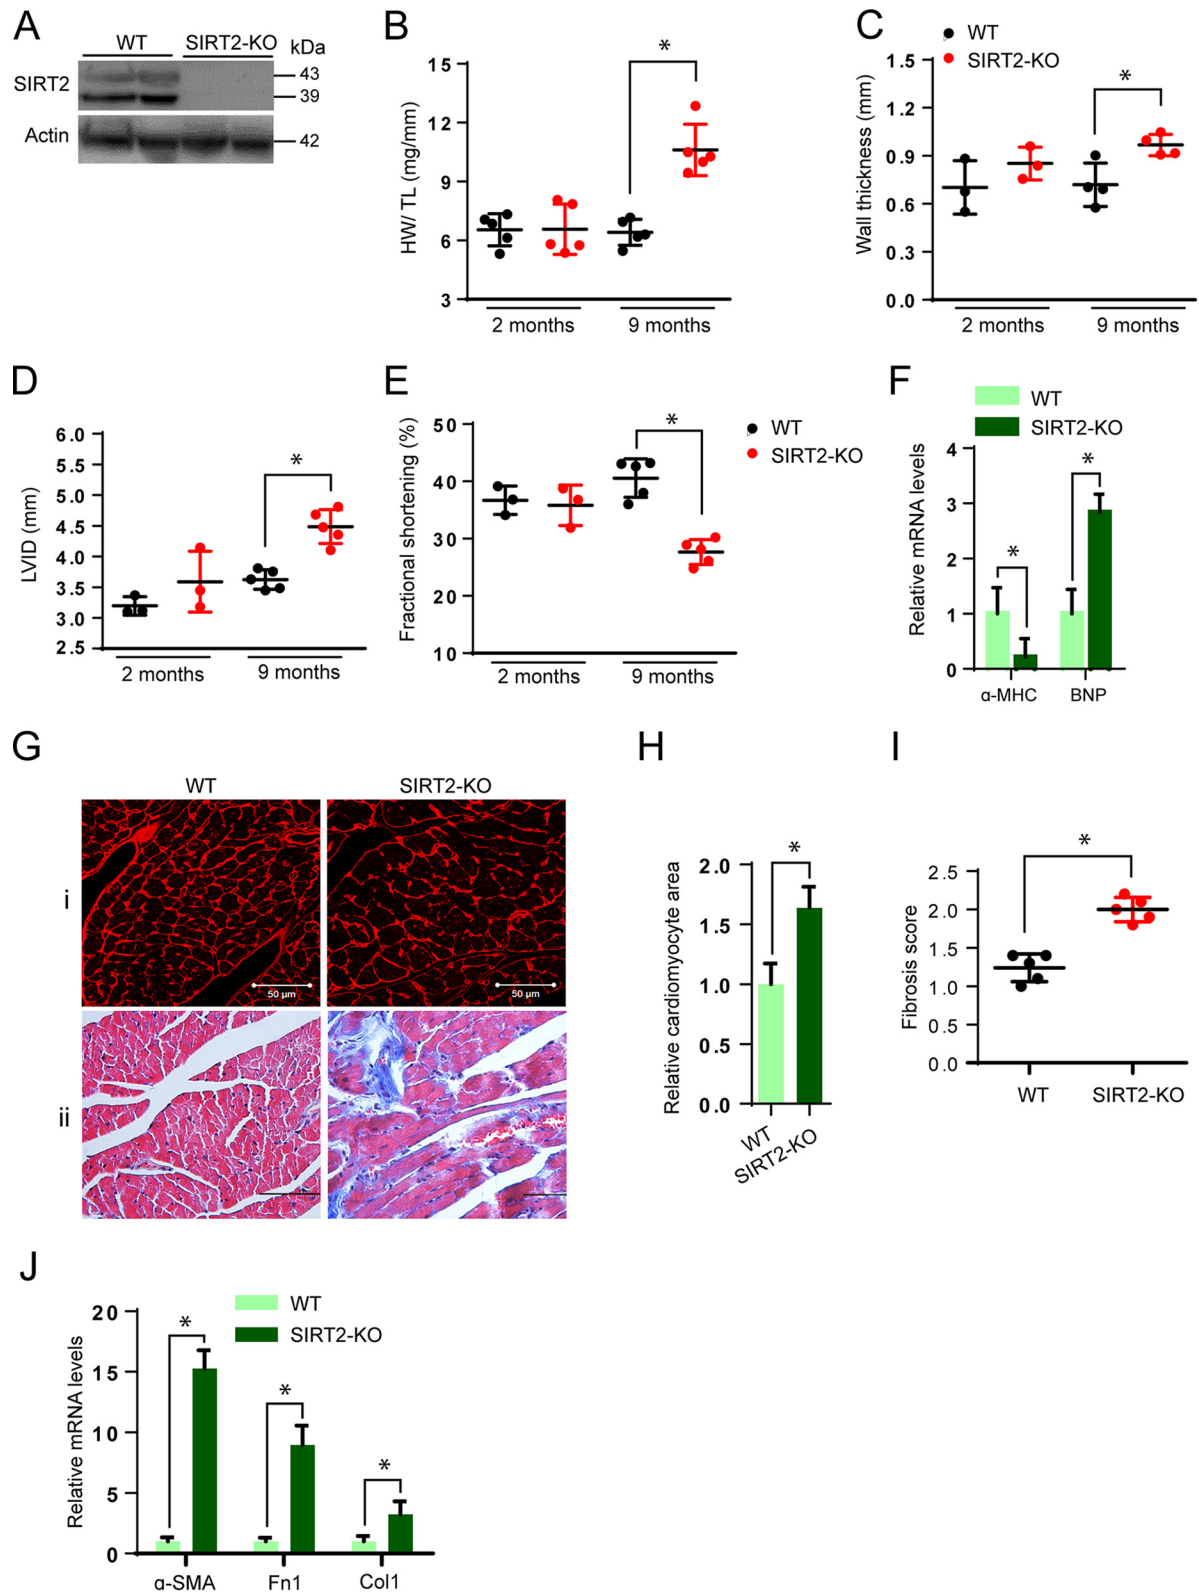 A
WT SIRT2-KO kDa
SIRT2
43
39
Actin
42
B
HW/ TL (mg/mm)
15
12
9
6
3
*
2 months 9 months
C
WT
SIRT2-KO
Wall thickness (mm)
1.5
1.2
0.9
0.6
0.3
0.0
*
2 months 9 months
D
LVID (mm)
6.0
5.5
5.0
4.5
4.0
3.5
3.0
2.5
*
2 months 9 months
E
Fractional shortening (%)
50
40
30
20
10
*
WT
SIRT2-KO
2 months 9 months
F
WT
SIRT2-KO
Relative mRNA levels
4
3
2
1
0
* *
α-MHC BNP
G
WT SIRT2-KO
i
50 µm 50 µm
ii
H
Relative cardiomyocyte area
2.0
1.5
1.0
0.5
0.0
*
WT
SIRT2-KO
I
Fibrosis score
2.5
2.0
1.5
1.0
0.5
0.0
*
WT SIRT2-KO
J
WT
SIRT2-KO
Relative mRNA levels
20
15
10
5
0
* * *
α-SMA Fn1 Col1